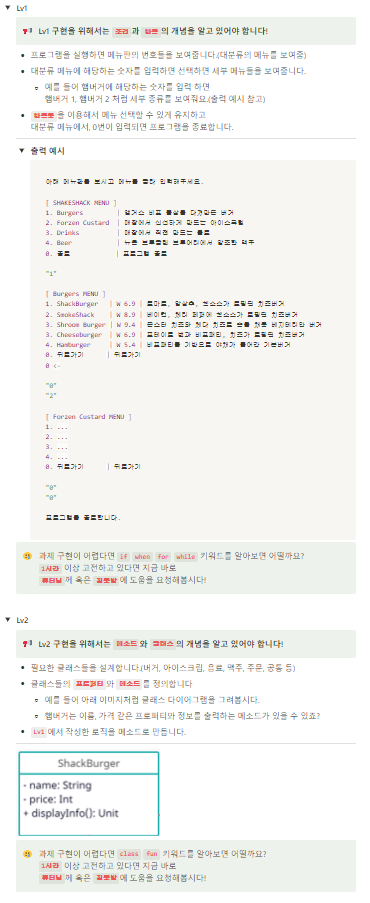 Lv1
Lv1 구현을 위해서는 조건 과 반복 의 개념을 알고 있어야 합니다!
프로그램을 실행하면 메뉴판의 번호들을 보여줍니다.(대분류의 메뉴를 보여줌)
대분류 메뉴에 해당하는 숫자를 입력하면 선택하면 세부 메뉴들을 보여줍니다.
예를 들어 햄버거에 해당하는 숫자를 입력 하면
햄버거 1, 햄버거 2 처럼 세부 종류를 보여줘요.(출력 예시 참고)
반복문 을 이용해서 메뉴 선택할 수 있게 유지하고
대분류 메뉴에서, 0번이 입력되면 프로그램을 종료합니다.
출력 예시
아래 메뉴판을 보시고 메뉴를 골라 입력해주세요.
[ SHAKESHACK MENU ]
1. Burgers | 앵거스 비프 통살을 다져만든 버거
2. Forzen Custard | 매장에서 신선하게 만드는 아이스크림
3. Drinks | 매장에서 직접 만드는 음료
4. Beer | 뉴욕 브루클린 브루어리에서 양조한 맥주
0. 종료 | 프로그램 종료
"1"
[ Burgers MENU ]
1. ShackBurger | W 6.9 | 토마토, 양상추, 쉑소스가 토핑된 치즈버거
2. SmokeShack | W 8.9 | 베이컨, 체리 페퍼에 쉑소스가 토핑된 치즈버거
3. Shroom Burger | W 9.4 | 몬스터 치즈와 체다 치즈로 속을 채운 베지테리안 버거
3. Cheeseburger | W 6.9 | 포테이토 번과 비프패티, 치즈가 토핑된 치즈버거
4. Hamburger | W 5.4 | 비프패티를 기반으로 야채가 들어간 기본버거
0. 뒤로가기 | 뒤로가기
0 <-
"0"
"2"
[ Forzen Custard MENU ]
1. ...
2. ...
3. ...
4. ...
0. 뒤로가기 | 뒤로가기
"0"
"0"
프로그램을 종료합니다.
과제 구현이 어렵다면 if when for while 키워드를 알아보면 어떨까요?
1시간 이상 고전하고 있다면 지금 바로
튜터님 께 혹은 질문방 에 도움을 요청해봅시다!
Lv2
Lv2 구현을 위해서는 메소드 와 클래스 의 개념을 알고 있어야 합니다!
필요한 클래스들을 설계합니다.(버거, 아이스크림, 음료, 맥주, 주문, 공통 등)
클래스들의 프로퍼티 와 메소드 를 정의합니다
예를 들어 아래 이미지처럼 클래스 다이어그램을 그려봅시다.
햄버거는 이름, 가격 같은 프로퍼티와 정보를 출력하는 메소드가 있을 수 있죠?
Lv1 에서 작성한 로직을 메소드로 만듭니다.
ShackBurger
- name: String
- price: Int
+ displayInfo(): Unit
과제 구현이 어렵다면 class fun 키워드를 알아보면 어떨까요?
1시간 이상 고전하고 있다면 지금 바로
튜터님 께 혹은 질문방 에 도움을 요청해봅시다!